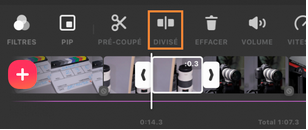 FILTRES PIP PRÉ-COUPÉ DIVISÉ EFFACER VOLUME VITE
:0.3
0:14.3 Total 1:07.3